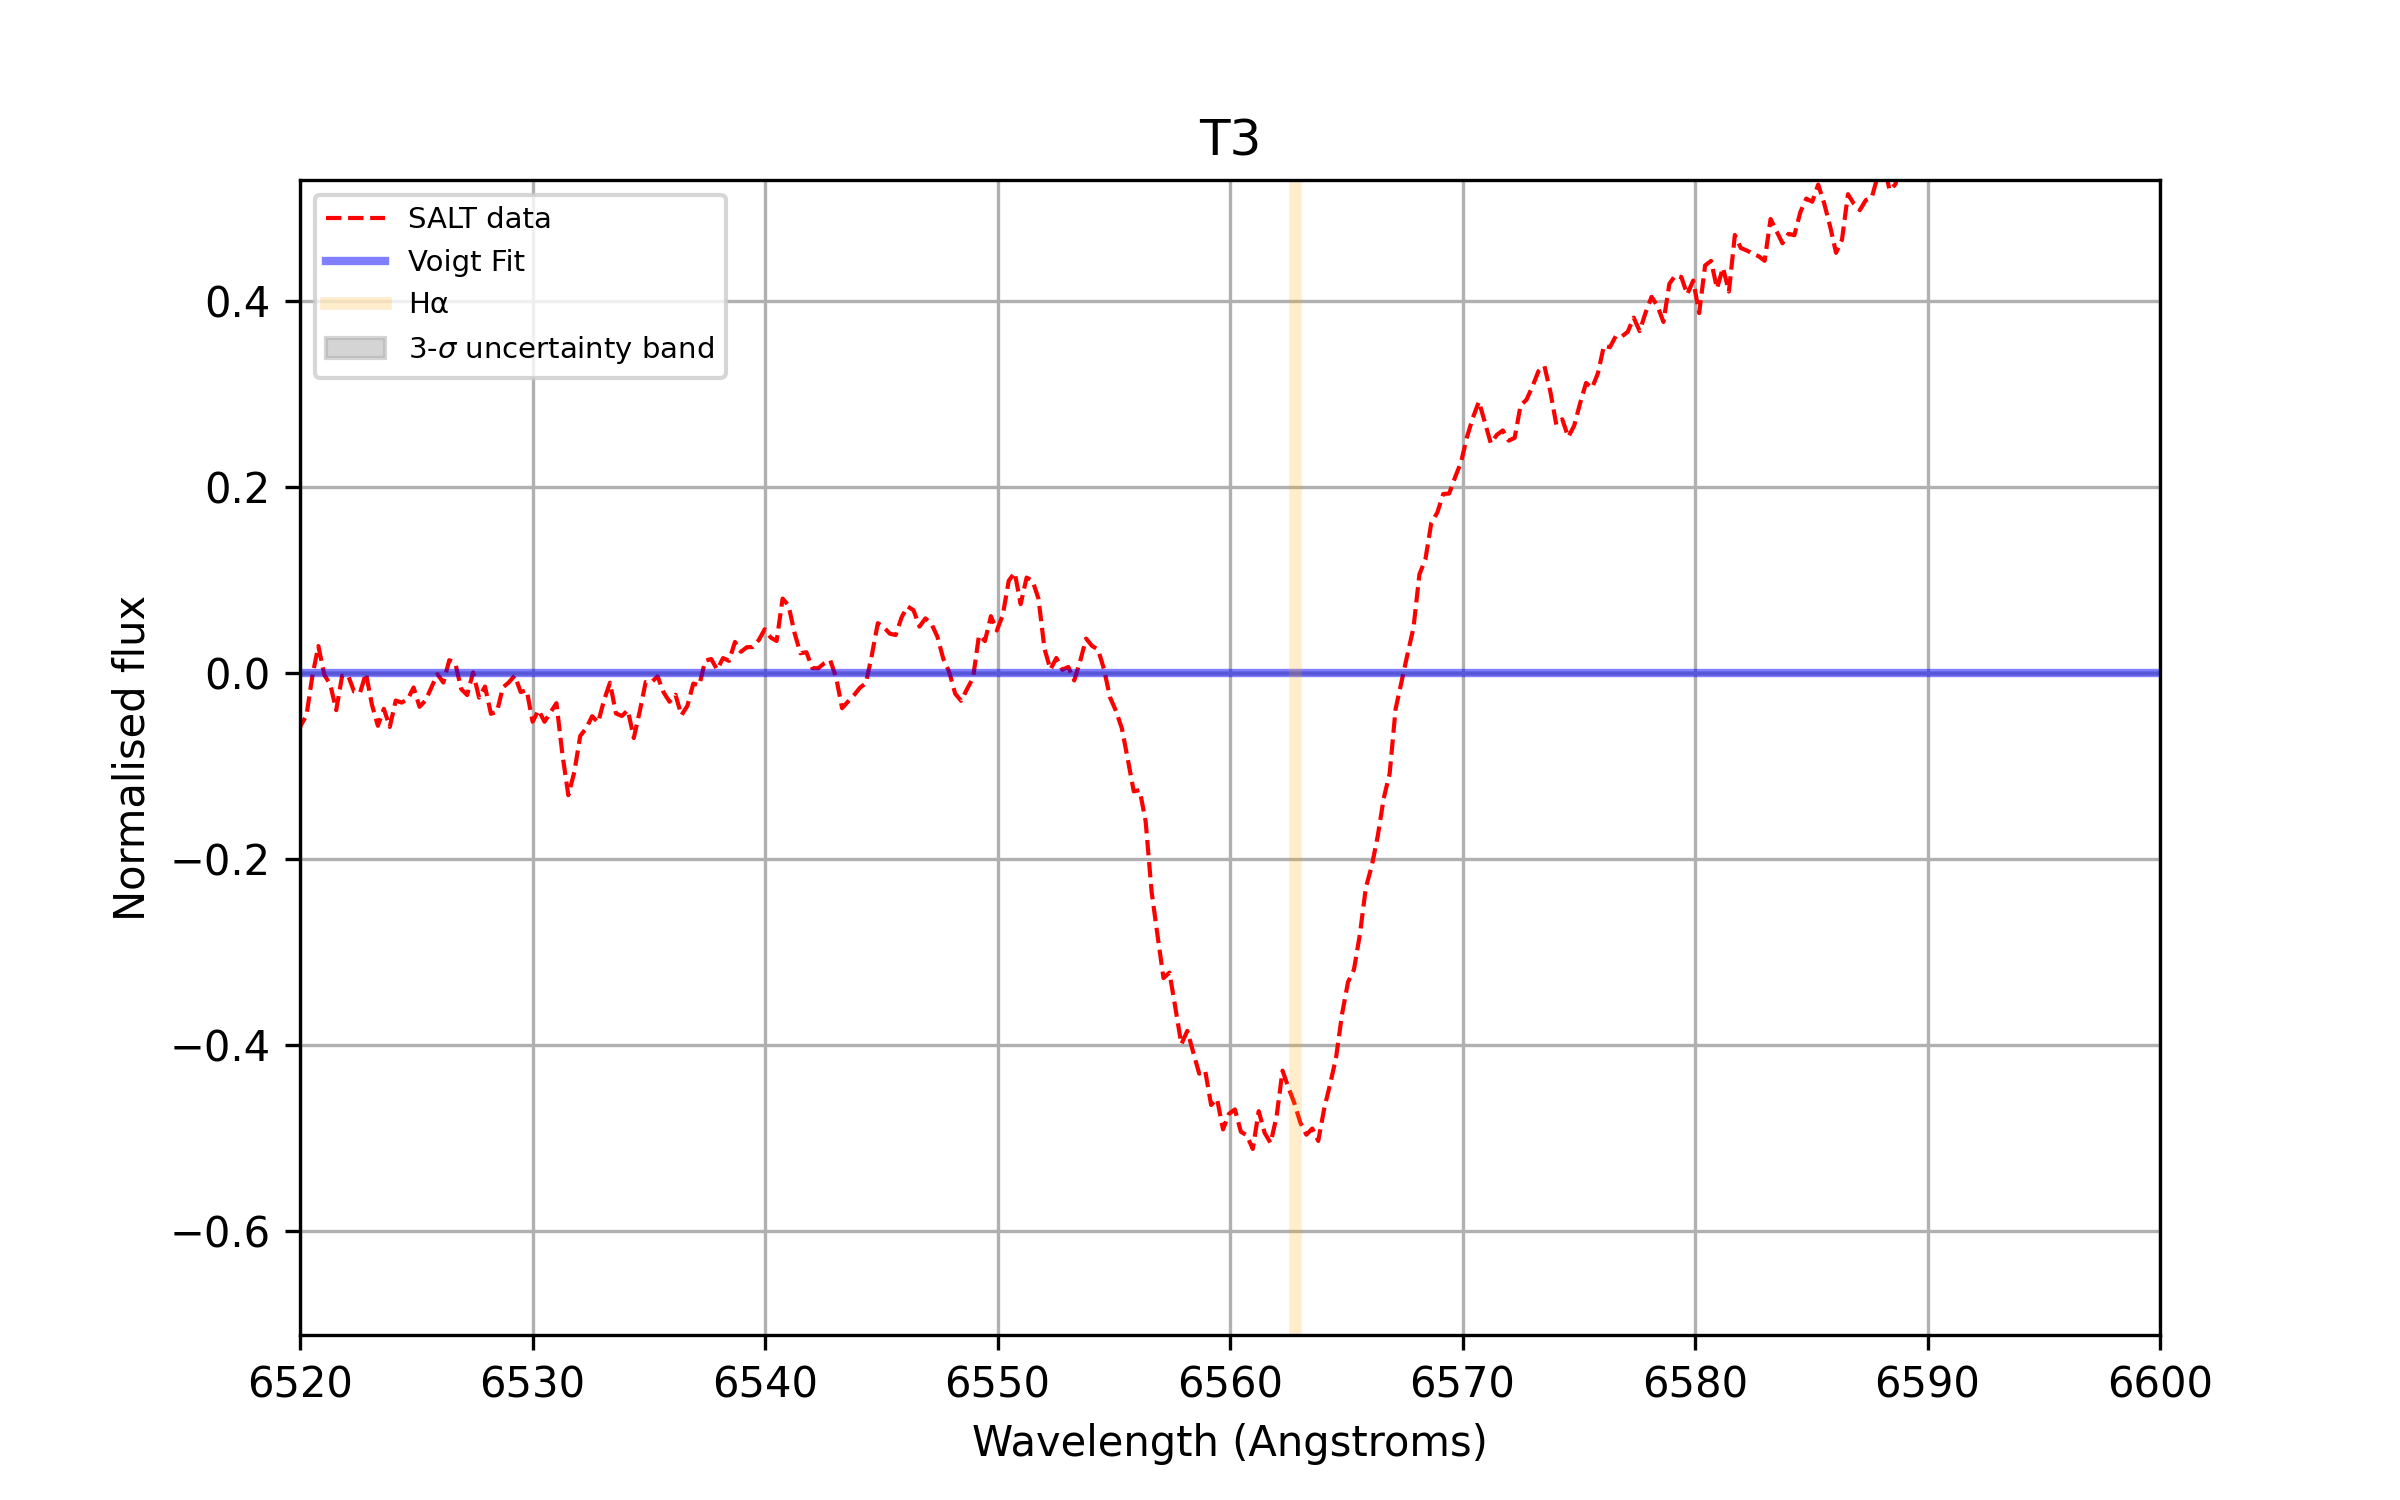 T3
SALT data
Voigt Fit
Hα
3-σ uncertainty band
0.4
0.2
0.0
−0.2
−0.4
−0.6
Normalised flux
6520 6530 6540 6550 6560 6570 6580 6590 6600
Wavelength (Angstroms)